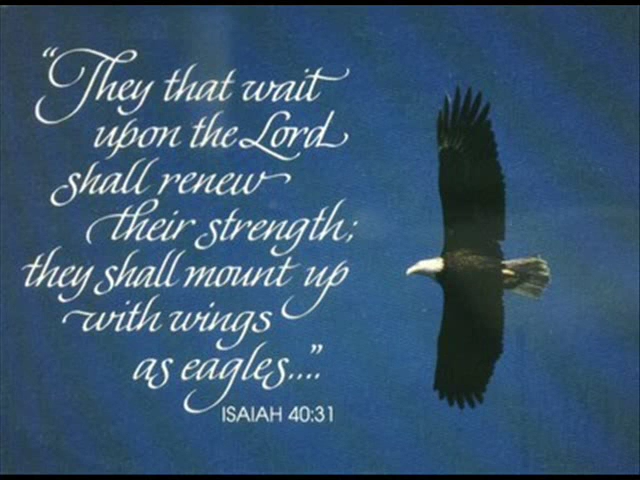 “They that wait
upon the Lord
shall renew
their strength;
they shall mount up
with wings
as eagles....”
ISAIAH 40:31